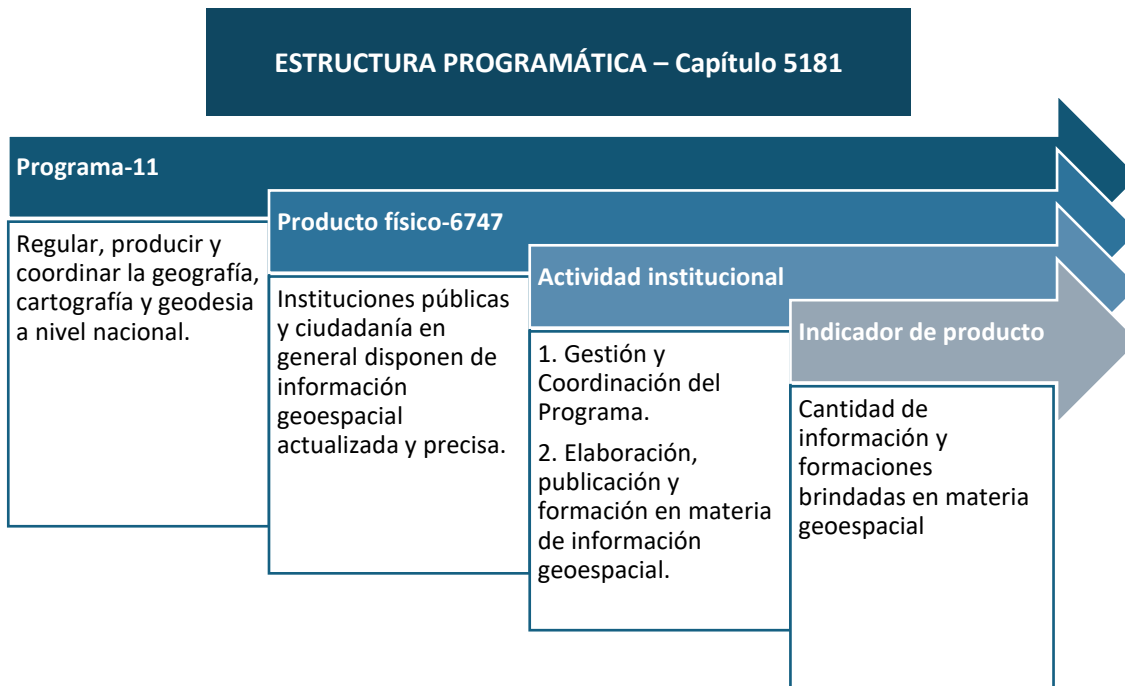 ESTRUCTURA PROGRAMÁTICA – Capítulo 5181
Programa-11
Regular, producir y
coordinar la geografía,
cartografía y geodesia
a nivel nacional.
Producto físico-6747
Instituciones públicas
y ciudadanía en
general disponen de
información
geoespacial
actualizada y precisa.
Actividad institucional
1. Gestión y
Coordinación del
Programa.
2. Elaboración,
publicación y
formación en materia
de información
geoespacial.
Indicador de producto
Cantidad de
información y
formaciones
brindadas en materia
geoespacial